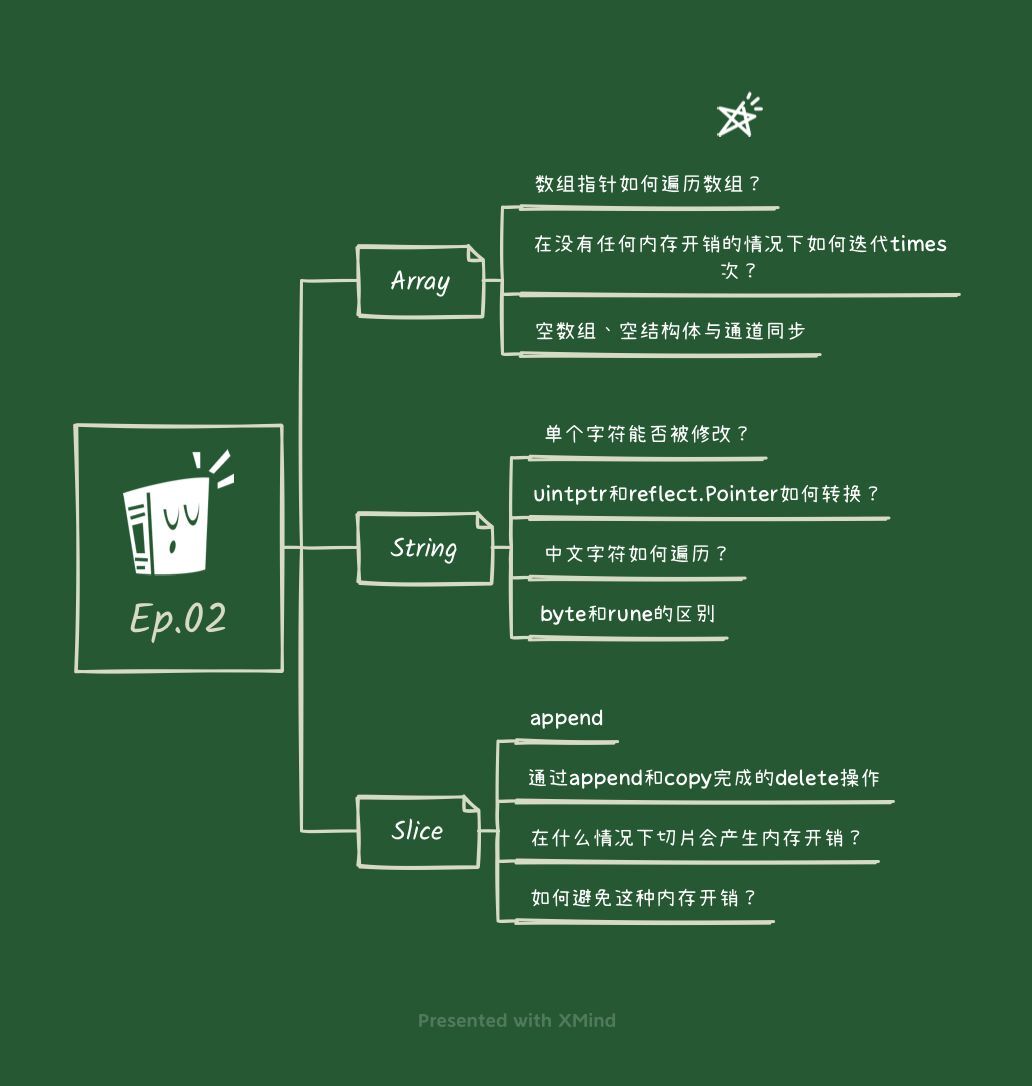 数组指针如何遍历数组？
在没有任何内存开销的情况下如何迭代times
次？
Array
空数组、空结构体与通道同步
单个字符能否被修改？
uintptr和reflect.Pointer如何转换？
String
中文字符如何遍历？
byte和rune的区别
Ep.02
append
通过append和copy完成的delete操作
Slice
在什么情况下切片会产生内存开销？
如何避免这种内存开销？
Presented with XMind